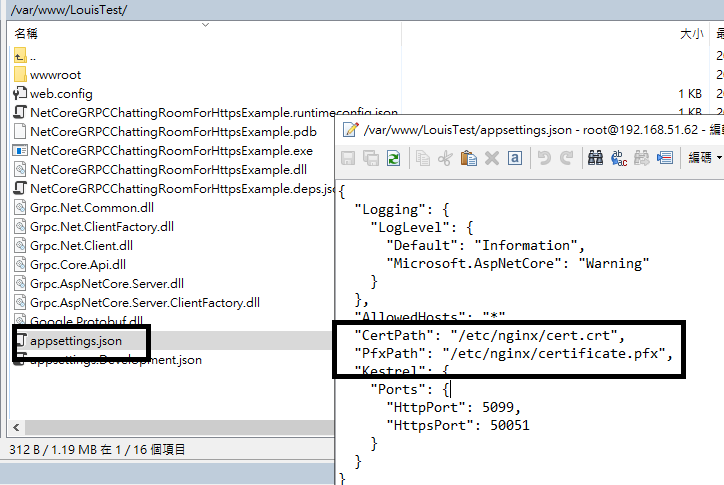 /var/www/LouisTest/
名稱
大小
..
wwwroot
web.config
1 KB
NetCoreGRPCChattingRoomForHttpsExample.runtimeconfig.json
1 KB
NetCoreGRPCChattingRoomForHttpsExample.pdb
NetCoreGRPCChattingRoomForHttpsExample.exe
NetCoreGRPCChattingRoomForHttpsExample.dll
NetCoreGRPCChattingRoomForHttpsExample.deps.jso
Grpc.Net.Common.dll
Grpc.Net.ClientFactory.dll
Grpc.Net.Client.dll
Grpc.Core.Api.dll
Grpc.AspNetCore.Server.dll
Grpc.AspNetCore.Server.ClientFactory.dll
Google.Protobuf.dll
appsettings.json
appsettings.Development.json
312 B / 1.19 MB 在 1 / 16 個項目
/var/www/LouisTest/appsettings.json - root@192.168.51.62 - 編輯
編碼
{
"Logging": {
"LogLevel": {
"Default": "Information",
"Microsoft.AspNetCore": "Warning"
}
},
"AllowedHosts": "*"
"CertPath": "/etc/nginx/cert.crt",
"PfxPath": "/etc/nginx/certificate.pfx",
"Kestrel": {
"Ports": {
"HttpPort": 5099,
"HttpsPort": 50051
}
}
}